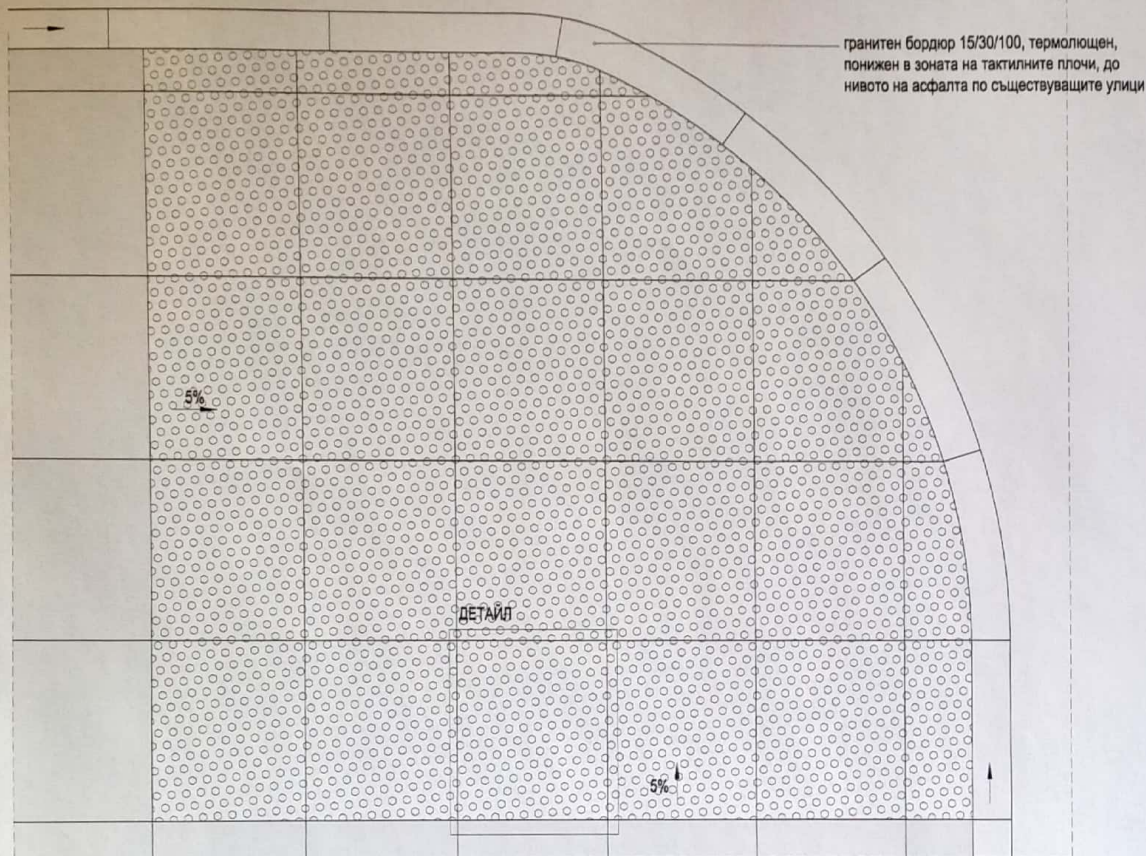 гранитен бордюр 15/30/100, термолющен,
понижен в зоната на тактилните плочи, до
нивото на асфалта по съществуващите улици
5%
ДЕТАЙЛ
5%